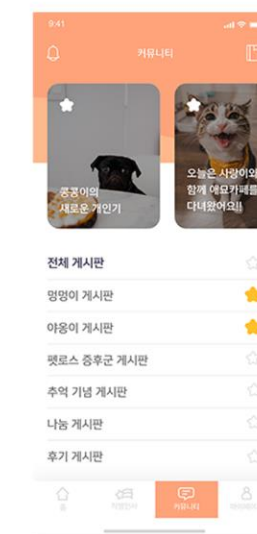 9:41
커뮤니티
콩콩이의
새로운 개인기
오늘은 사랑이와
함께 애묘카페를
다녀왔어요!!
전체 게시판
멍멍이 게시판
야옹이 게시판
펫로스 증후군 게시판
추억 기념 게시판
나눔 게시판
후기 게시판
홈
커뮤니티